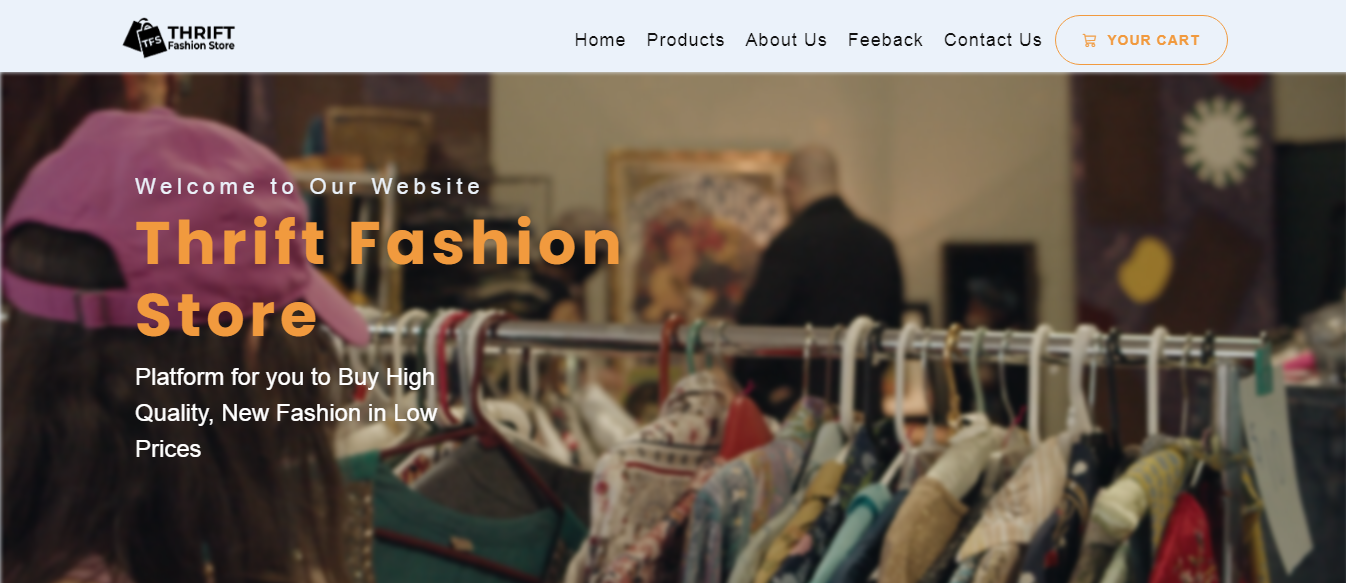 TFS
THRIFT
Fashion Store
Home Products About Us Feeback Contact Us YOUR CART
Welcome to Our Website
Thrift Fashion
Store
Platform for you to Buy High
Quality, New Fashion in Low
Prices